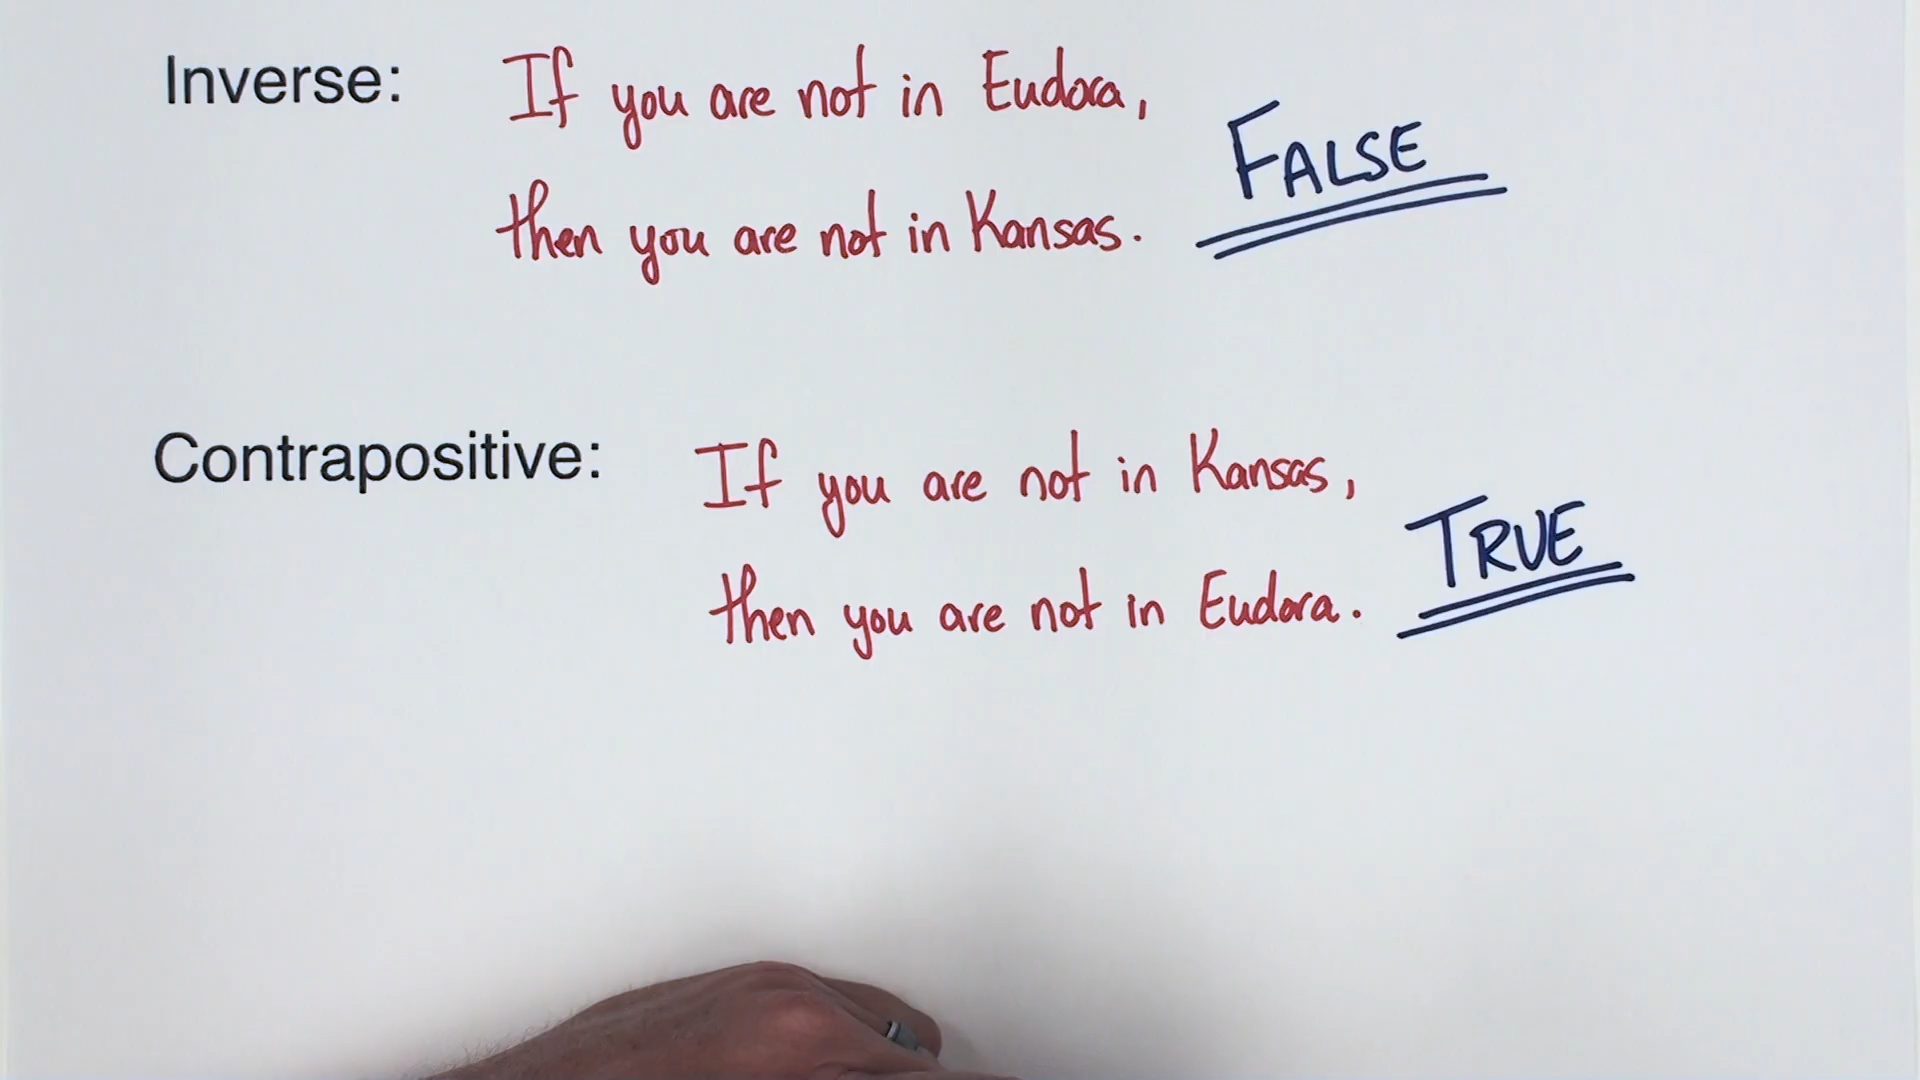 Inverse: If you are not in Eudora,
then you are not in Kansas.
FALSE
Contrapositive: If you are not in Kansas,
then you are not in Eudora.
TRUE